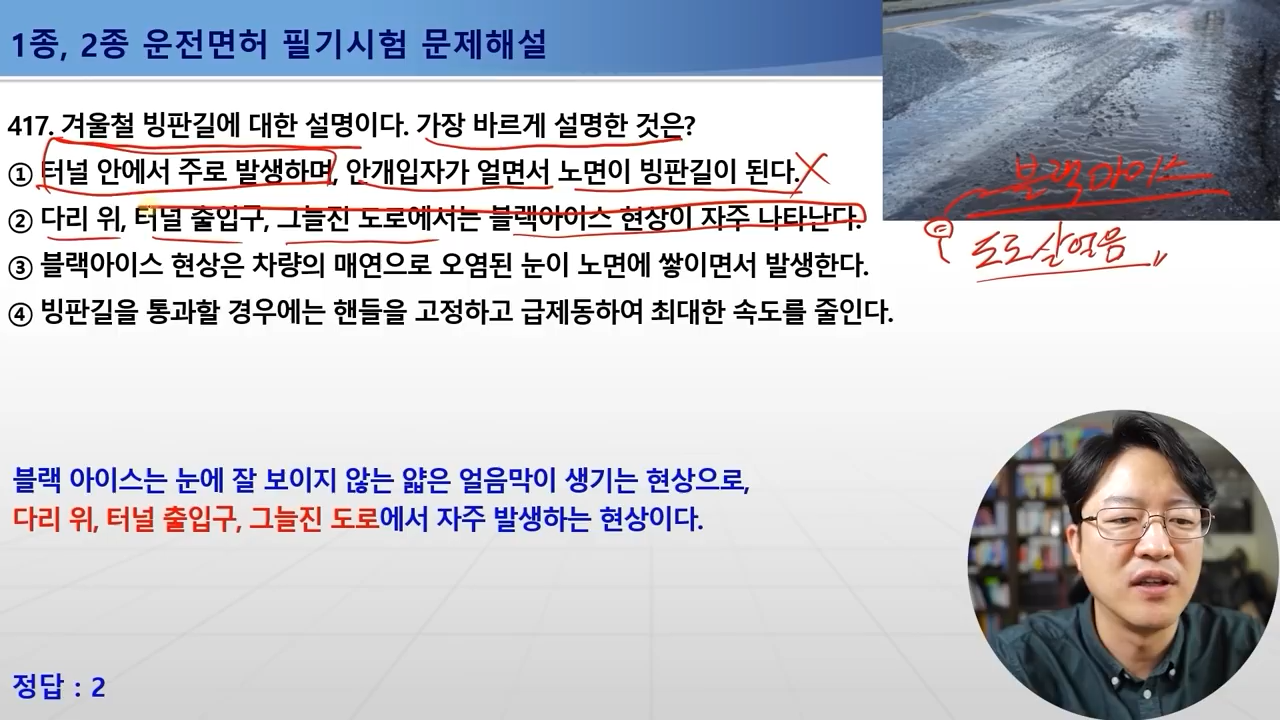 1종, 2종 운전면허 필기시험 문제해설
417. 겨울철 빙판길에 대한 설명이다. 가장 바르게 설명한 것은?
① 터널 안에서 주로 발생하며, 안개입자가 얼면서 노면이 빙판길이 된다.
② 다리 위, 터널 출입구, 그늘진 도로에서는 블랙아이스 현상이 자주 나타난다.
③ 블랙아이스 현상은 차량의 매연으로 오염된 눈이 노면에 쌓이면서 발생한다.
④ 빙판길을 통과할 경우에는 핸들을 고정하고 급제동하여 최대한 속도를 줄인다.
블랙아이스
도로살얼음
블랙 아이스는 눈에 잘 보이지 않는 얇은 얼음막이 생기는 현상으로,
다리 위, 터널 출입구, 그늘진 도로에서 자주 발생하는 현상이다.
정답 : 2